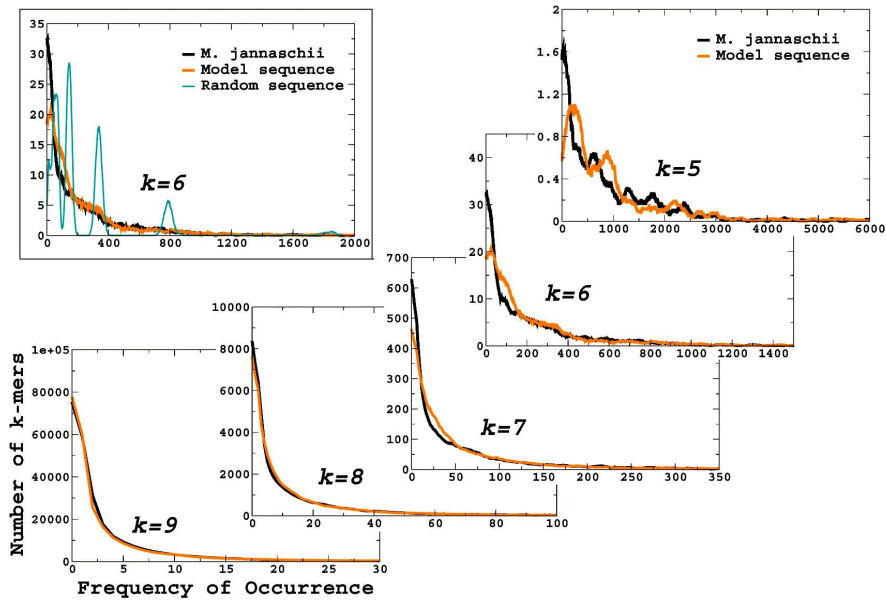 35
30
25
20
15
10
5
0
0 400 800 1200 1600 2000
M. jannaschii
Model sequence
Random sequence
k=6
2
1.6
1.2
0.8
0.4
0
0 1000 2000 3000 4000 5000 6000
M. jannaschii
Model sequence
k=5
40
30
20
10
0
0 200 400 600 800 1000 1200 1400
k=6
700
600
500
400
300
200
100
0
0 50 100 150 200 250 300 350
k=7
10000
8000
6000
4000
2000
0
0 20 40 60 80 100
k=8
1e+05
80000
60000
40000
20000
0
0 5 10 15 20 25 30
k=9
Number of k-mers
Frequency of Occurrence